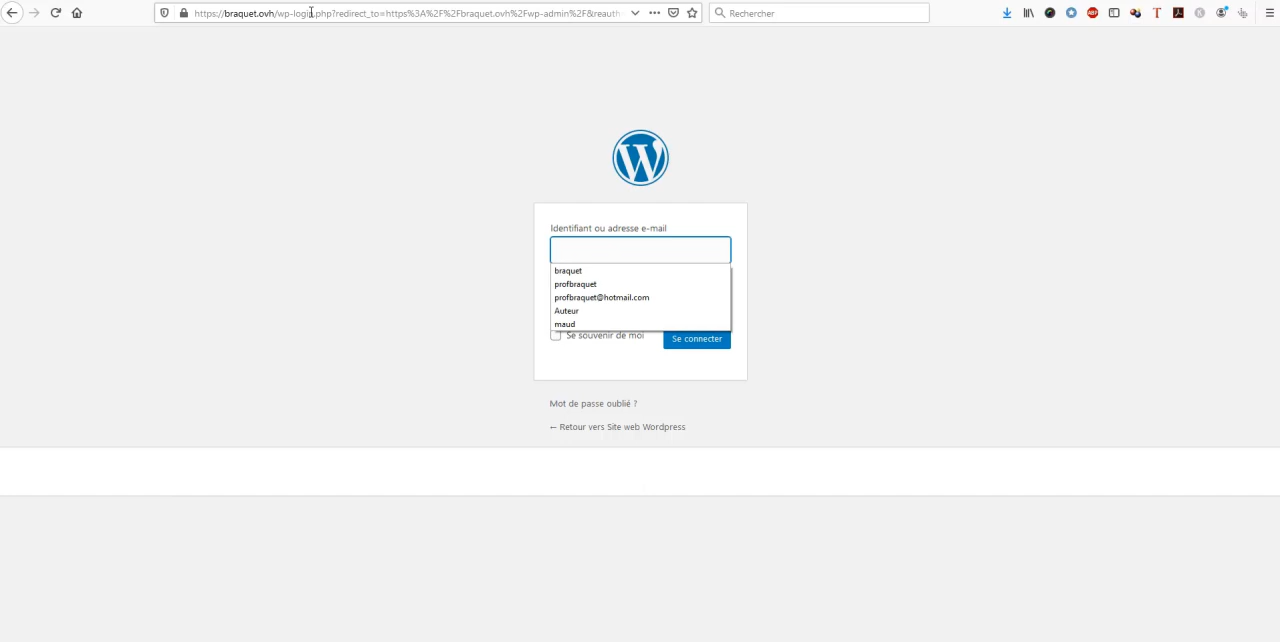 https://braquet.ovh/wp-login.php?redirect_to=https%3A%2F%2Fbraquet.ovh%2Fwp-admin%2F&reauth
Rechercher
ABP
T
Identifiant ou adresse e-mail
braquet
profbraquet
profbraquet@hotmail.com
Auteur
maud
Se souvenir de moi
Se connecter
Mot de passe oublié ?
← Retour vers Site web Wordpress